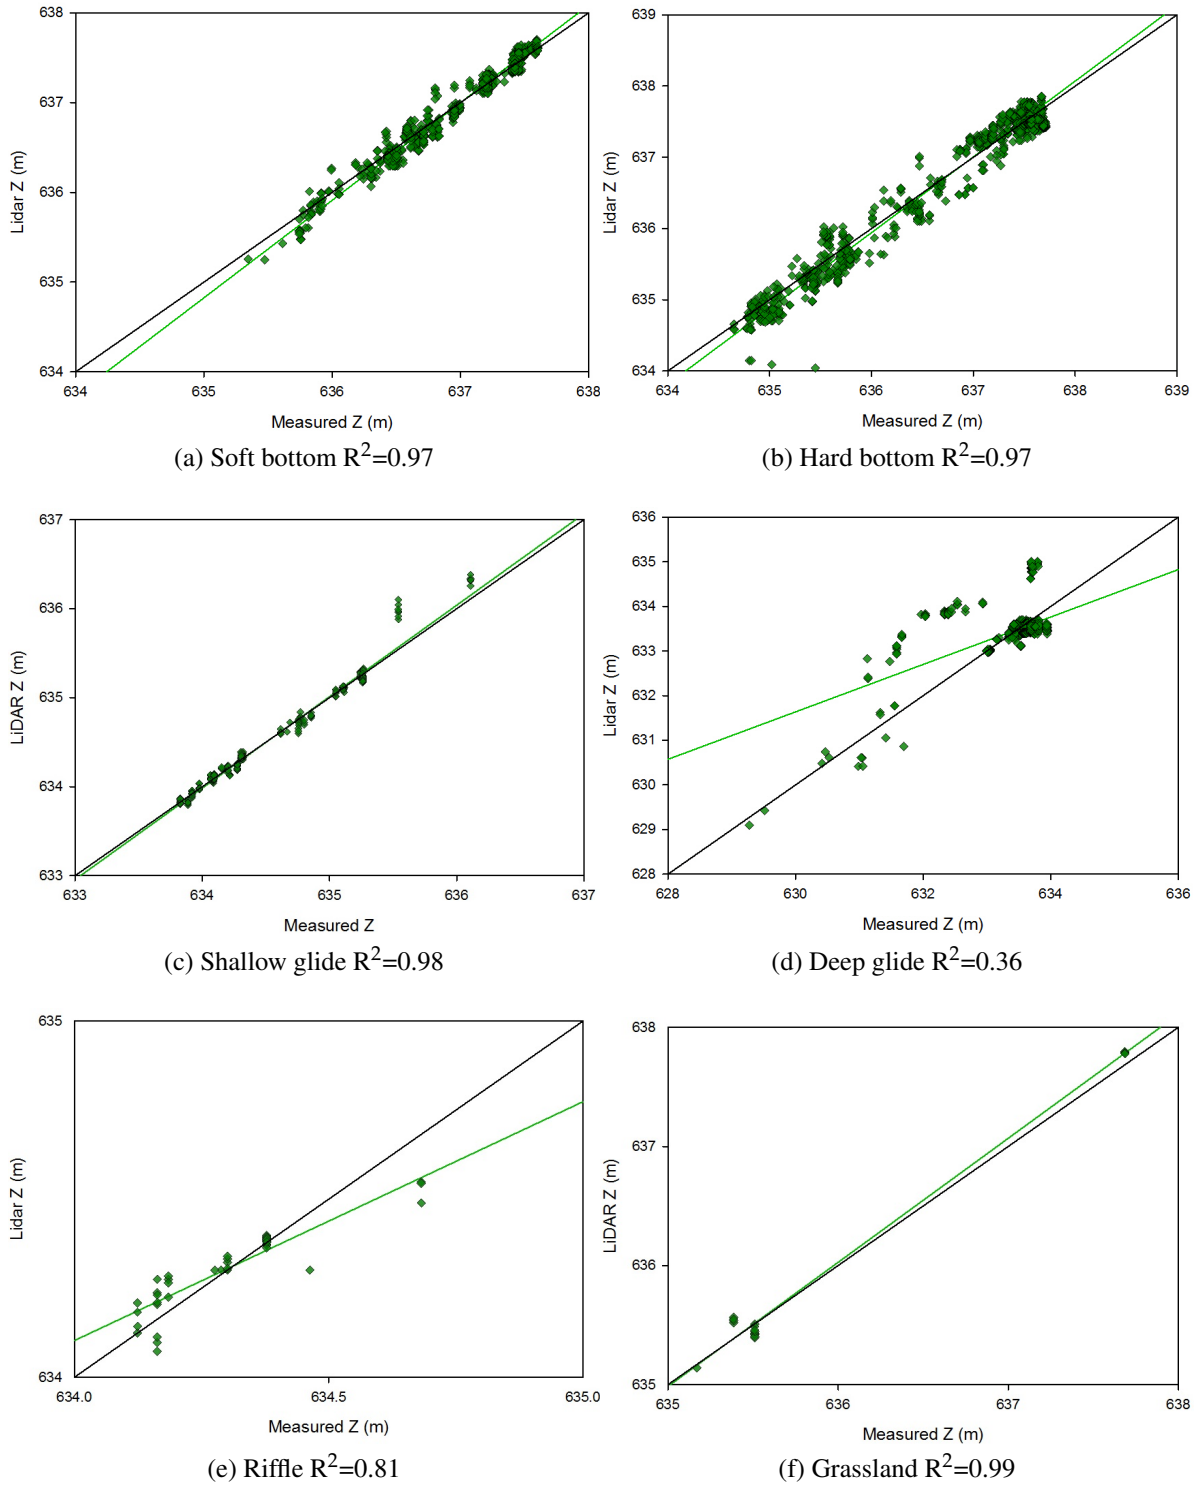 638
637
636
635
634
Lidar Z (m)
634 635 636 637 638
Measured Z (m)
(a) Soft bottom R²=0.97
639
638
637
636
635
634
Lidar Z (m)
634 635 636 637 638 639
Measured Z (m)
(b) Hard bottom R²=0.97
637
636
635
634
633
LiDAR Z (m)
633 634 635 636 637
Measured Z
(c) Shallow glide R²=0.98
636
635
634
633
632
631
630
629
628
Lidar Z (m)
628 630 632 634 636
Measured Z (m)
(d) Deep glide R²=0.36
635
634
Lidar Z (m)
634.0 634.5 635.0
Measured Z (m)
(e) Riffle R²=0.81
638
637
636
635
LiDAR Z (m)
635 636 637 638
Measured Z (m)
(f) Grassland R²=0.99